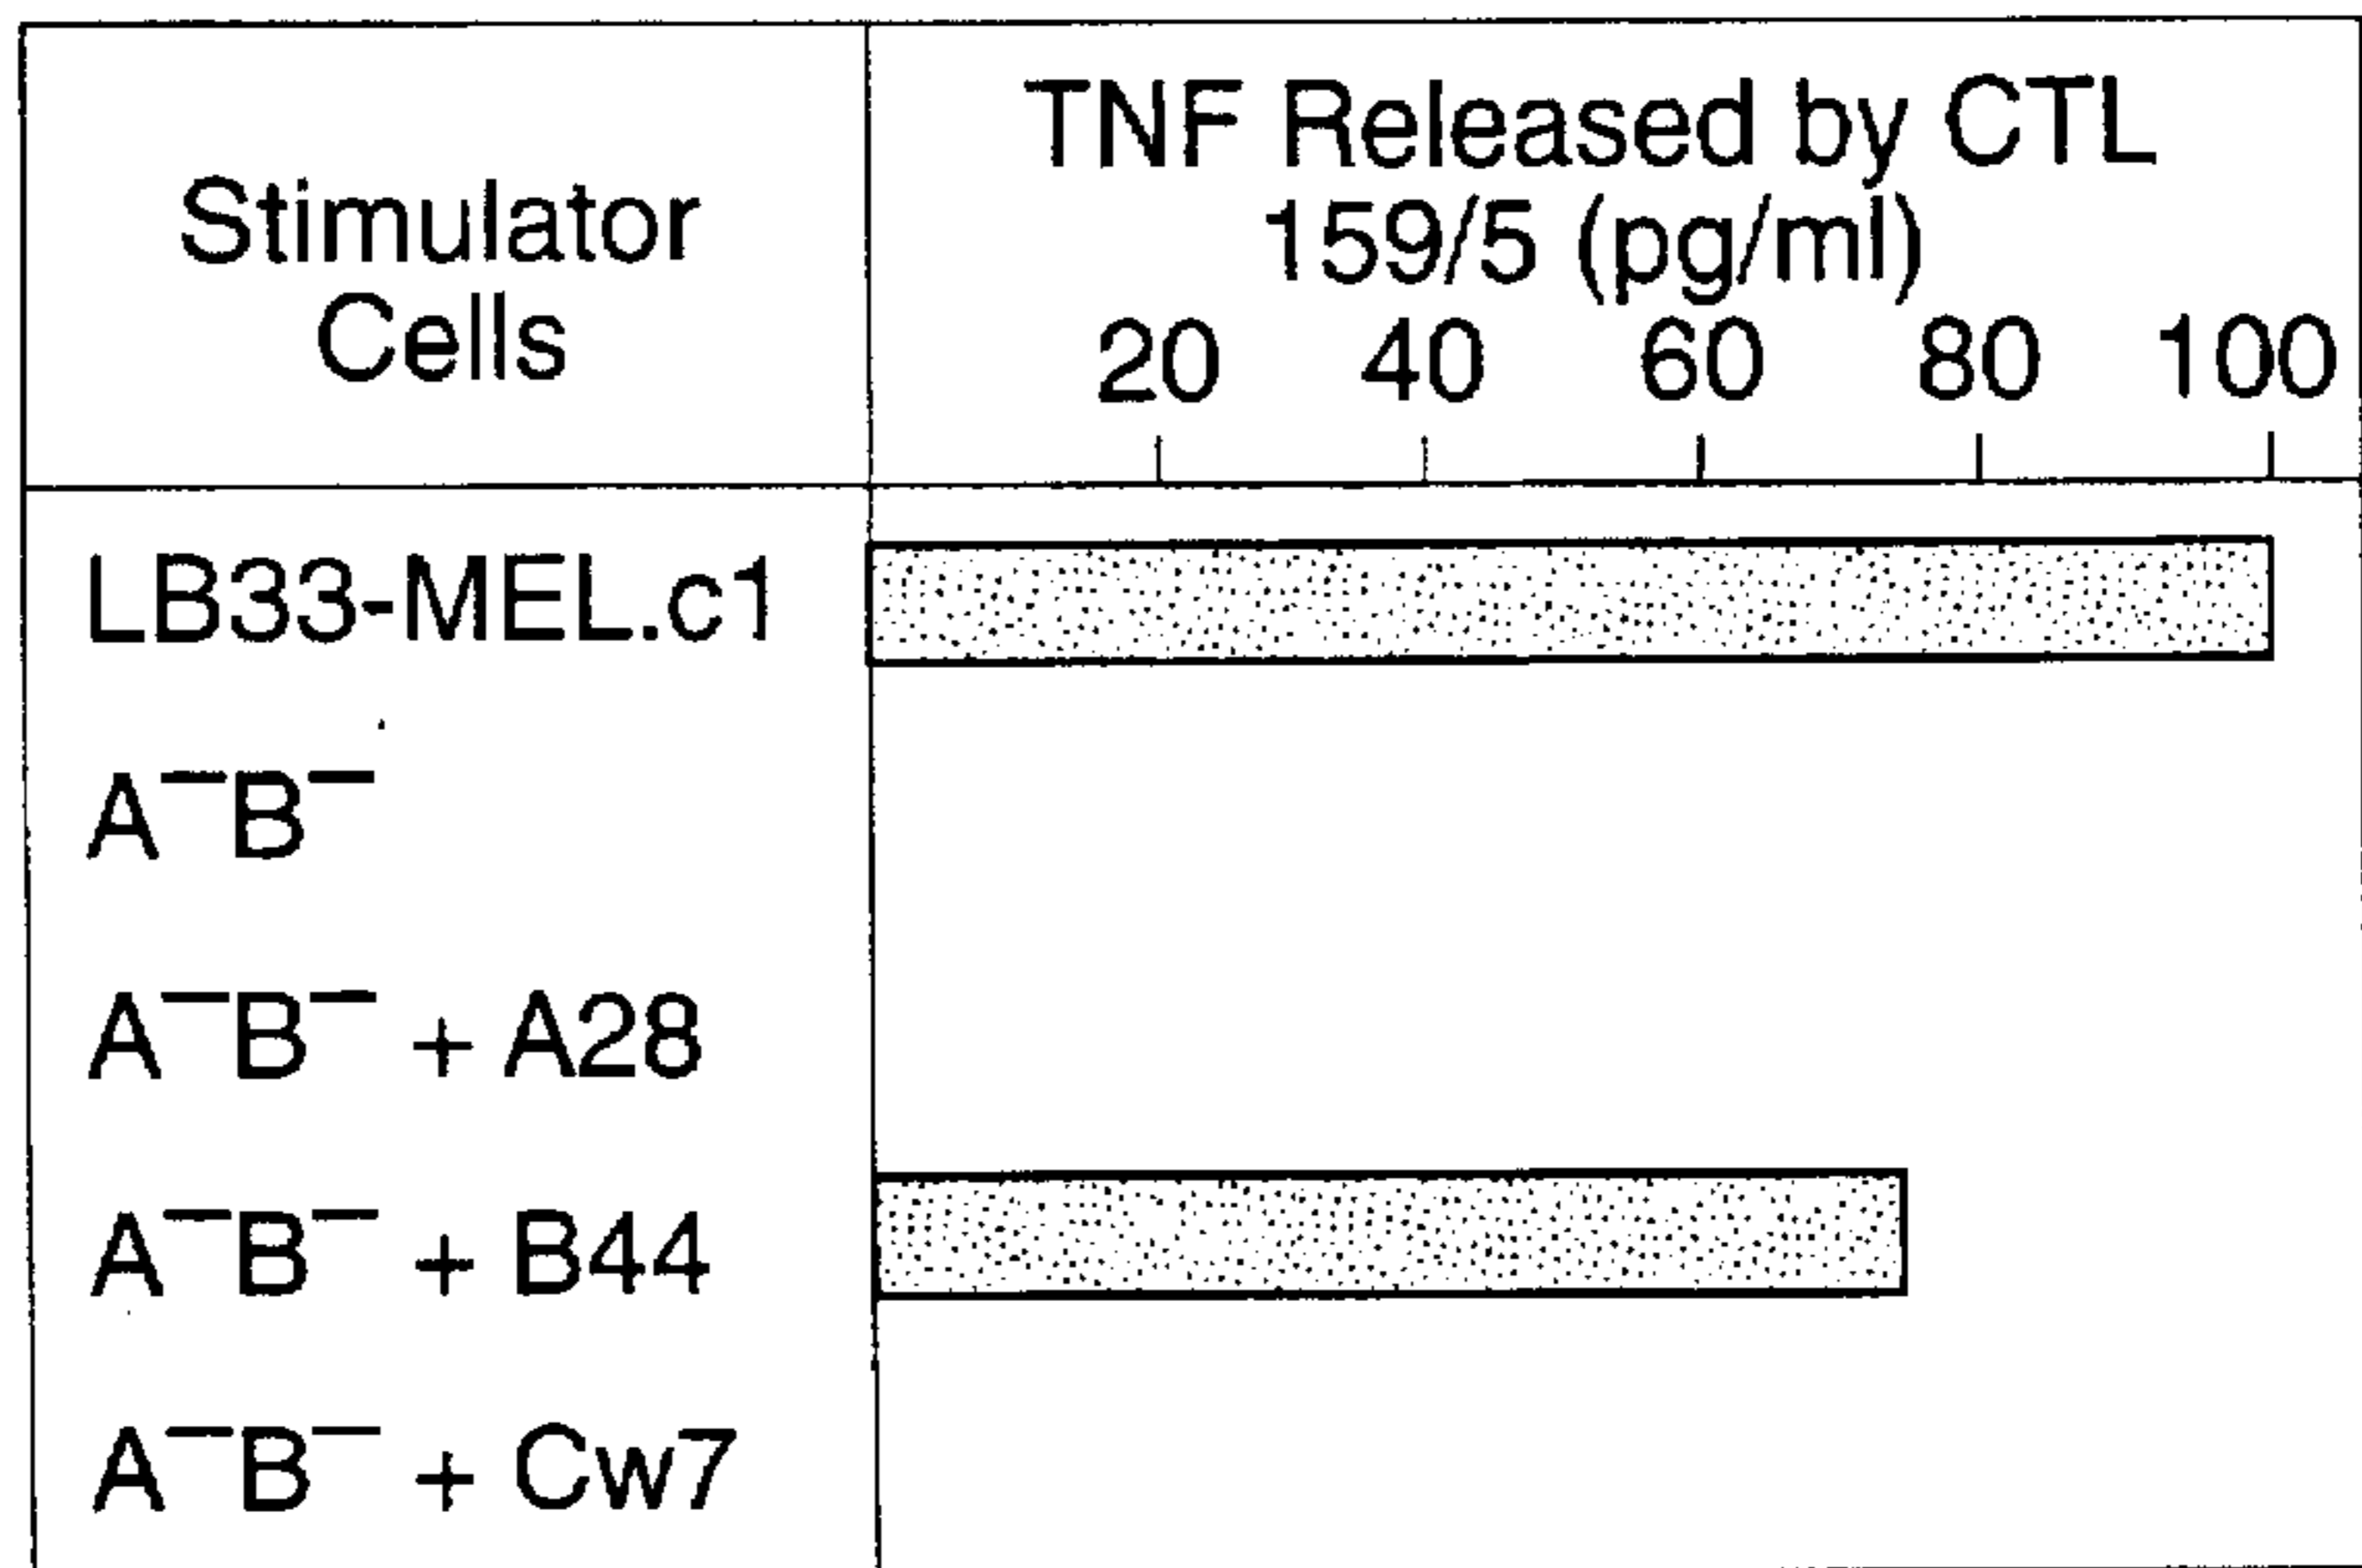 Stimulator
Cells
TNF Released by CTL
159/5 (pg/ml)
20 40 60 80 100
LB33-MEL.c1
A⁻B⁻
A⁻B⁻ + A28
A⁻B⁻ + B44
A⁻B⁻ + Cw7